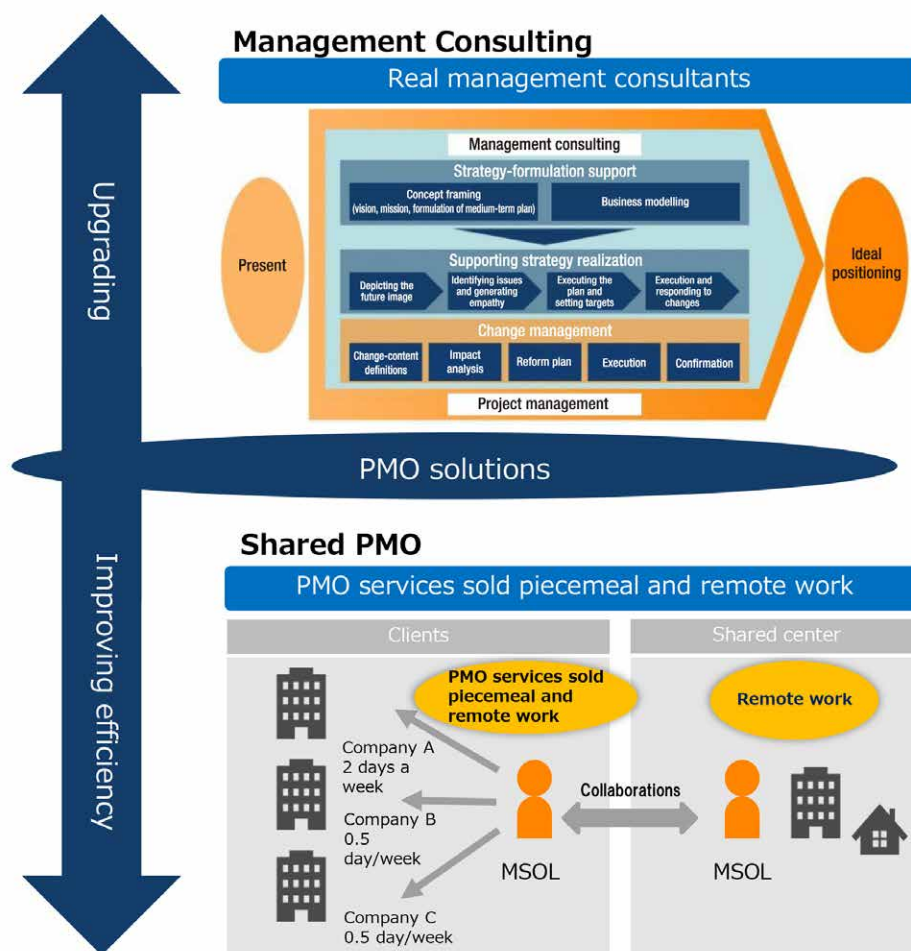 Management Consulting
Real management consultants
Upgrading
Management consulting
Strategy-formulation support
Concept framing
(vision, mission, formulation of medium-term plan)
Business modelling
Present
Supporting strategy realization
Depicting the
future image
Identifying issues
and generating
empathy
Executing the
plan and
setting targets
Execution and
responding to
changes
Ideal
positioning
Change management
Change-content
definitions
Impact
analysis
Reform plan
Execution
Confirmation
Project management
PMO solutions
Improving efficiency
Shared PMO
PMO services sold piecemeal and remote work
Clients
Shared center
PMO services sold
piecemeal and
remote work
Remote work
Company A
2 days a
week
Company B
0.5
day/week
Company C
0.5 day/week
MSOL
Collaborations
MSOL